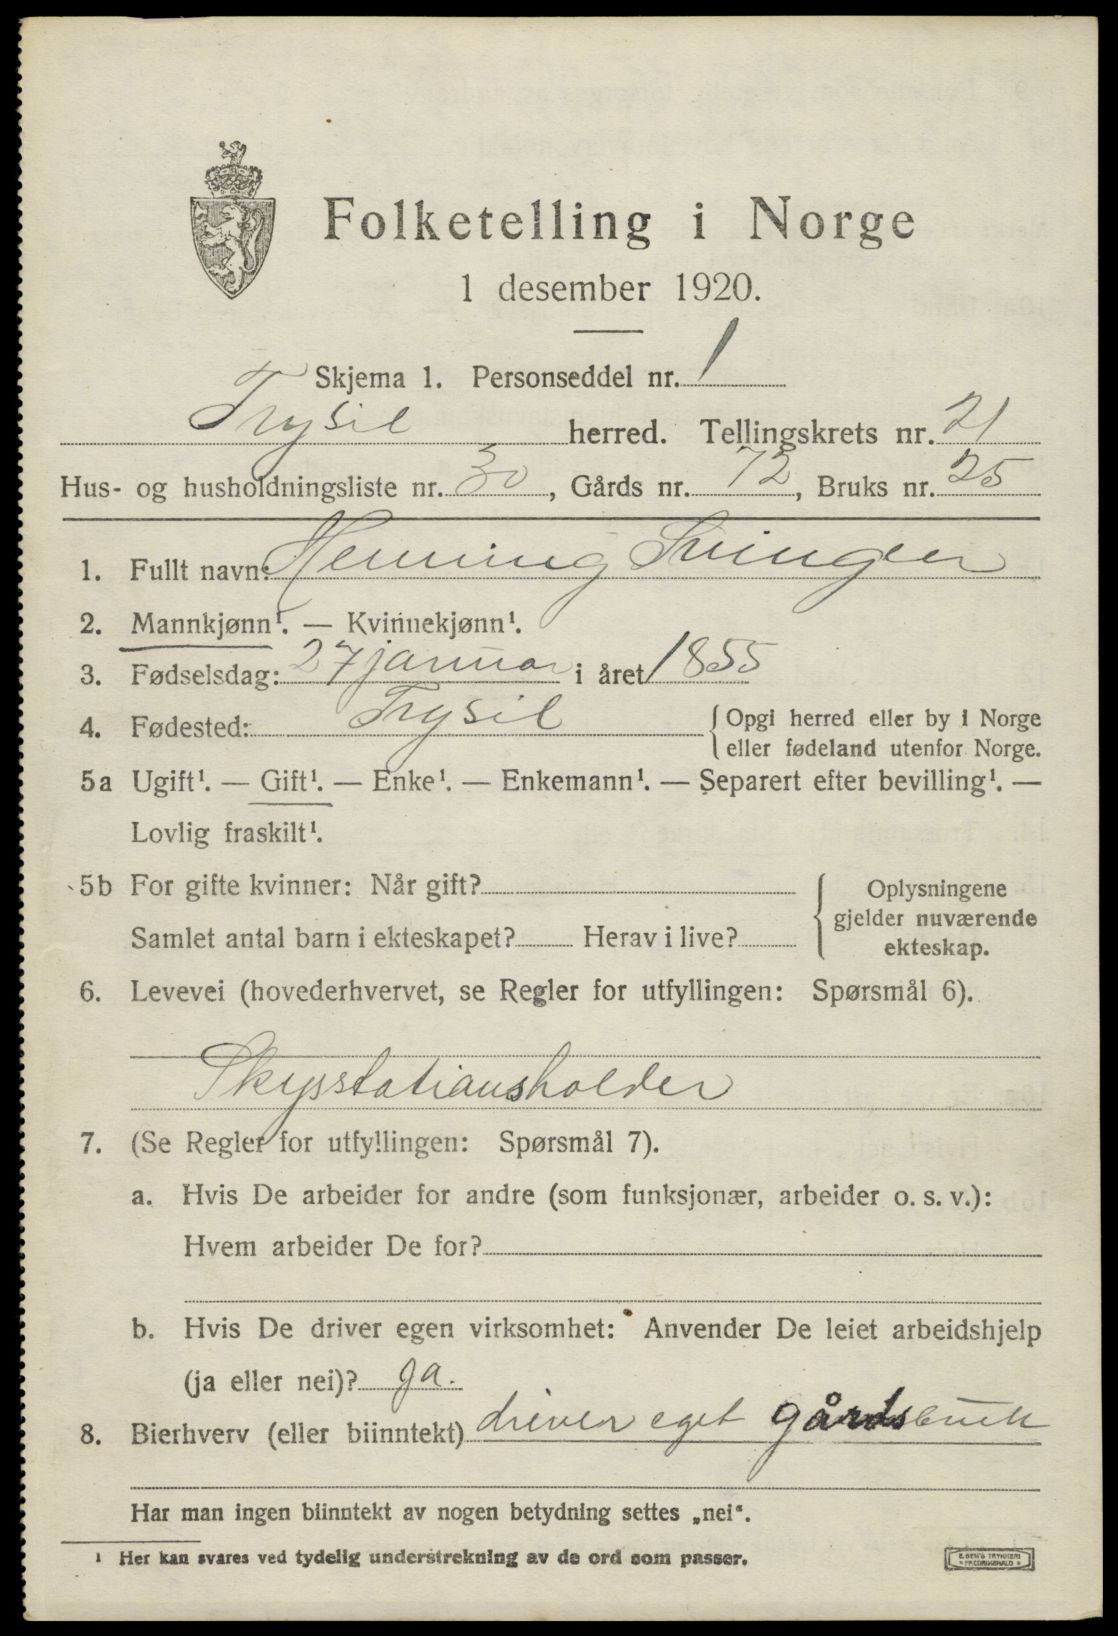 Folketelling i Norge
1 desember 1920.
Skjema 1. Personseddel nr. 1
Trysil herred. Tellingskrets nr. 21
Hus- og husholdningsliste nr. 30, Gårds nr. 72, Bruks nr. 25
1. Fullt navn: Henning Svingen
2. Mannkjønn¹. — Kvinnekjønn¹.
3. Fødselsdag: 27 januar i året 1855
4. Fødested: Trysil {Opgi herred eller by i Norge
eller fødeland utenfor Norge.
5a Ugift¹. — Gift¹. — Enke¹. — Enkemann¹. — Separert efter bevilling¹. —
Lovlig fraskilt¹.
5b For gifte kvinner: Når gift?
Samlet antal barn i ekteskapet? Herav i live?
{Oplysningene
gjelder nuværende
ekteskap.
6. Levevei (hovederhvervet, se Regler for utfyllingen: Spørsmål 6).
Skysstationsholder
7. (Se Regler for utfyllingen: Spørsmål 7).
a. Hvis De arbeider for andre (som funksjonær, arbeider o. s. v.):
Hvem arbeider De for?
b. Hvis De driver egen virksomhet: Anvender De leiet arbeidshjelp
(ja eller nei)? ja.
8. Bierhverv (eller biinntekt) driver eget gårdsbruk
Har man ingen biinntekt av nogen betydning settes „nei“.
¹ Her kan svares ved tydelig understrekning av de ord som passer.